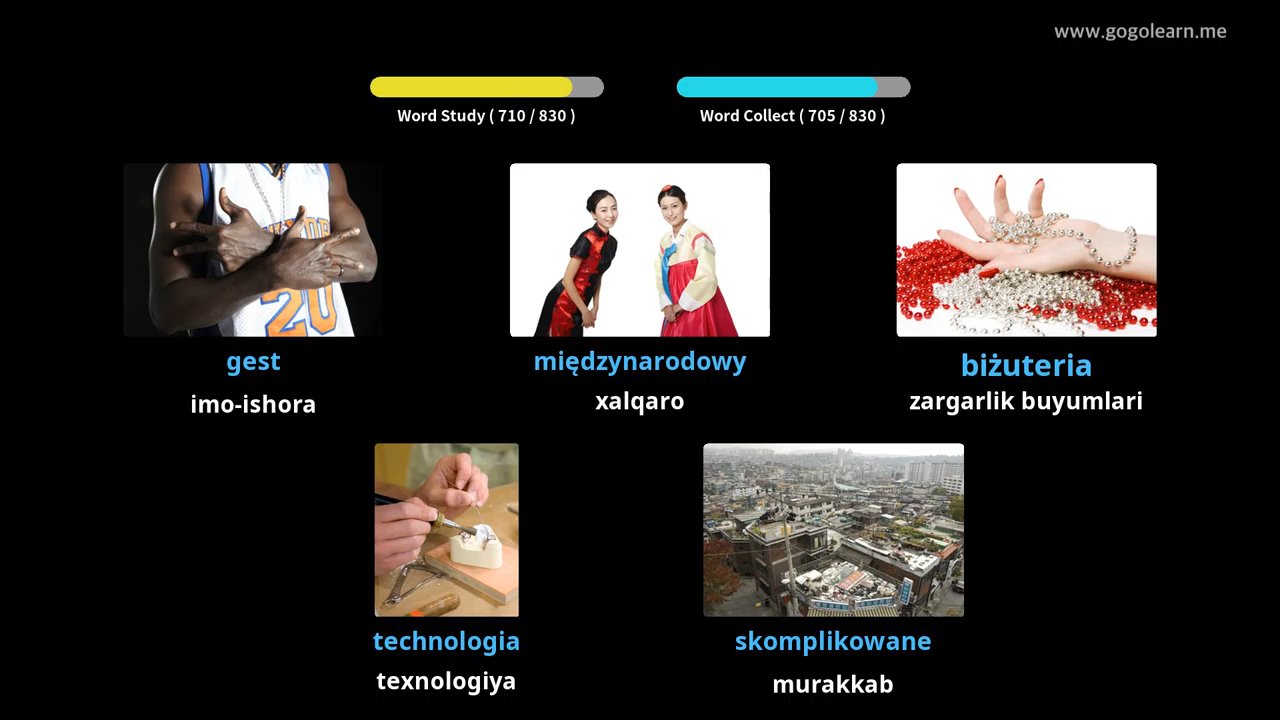 www.gogolearn.me
Word Study ( 710 / 830 )
Word Collect ( 705 / 830 )
20
gest
międzynarodowy
biżuteria
imo-ishora
xalqaro
zargarlik buyumlari
technologia
skomplikowane
texnologiya
murakkab